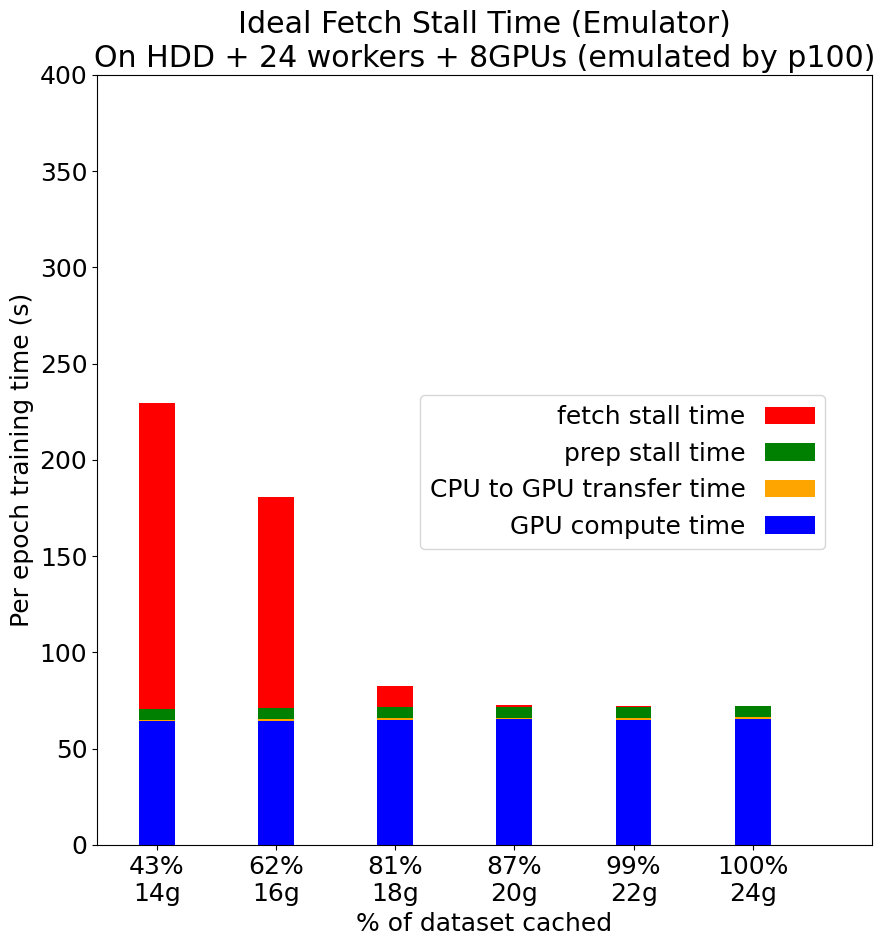 Ideal Fetch Stall Time (Emulator)
On HDD + 24 workers + 8GPUs (emulated by p100)
Per epoch training time (s)
400
350
300
250
200
150
100
50
0
fetch stall time
prep stall time
CPU to GPU transfer time
GPU compute time
43% 62% 81% 87% 99% 100%
14g 16g 18g 20g 22g 24g
% of dataset cached